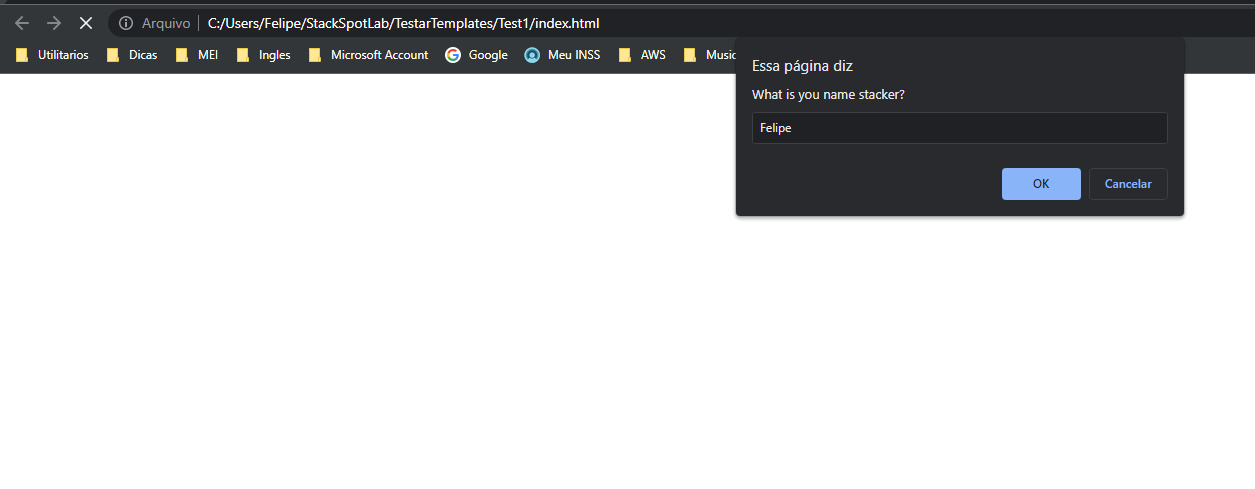 Arquivo C:/Users/Felipe/StackSpotLab/TestarTemplates/Test1/index.html
Utilitarios Dicas MEI Ingles Microsoft Account Google Meu INSS AWS Music
Essa página diz
What is you name stacker?
Felipe
OK Cancelar